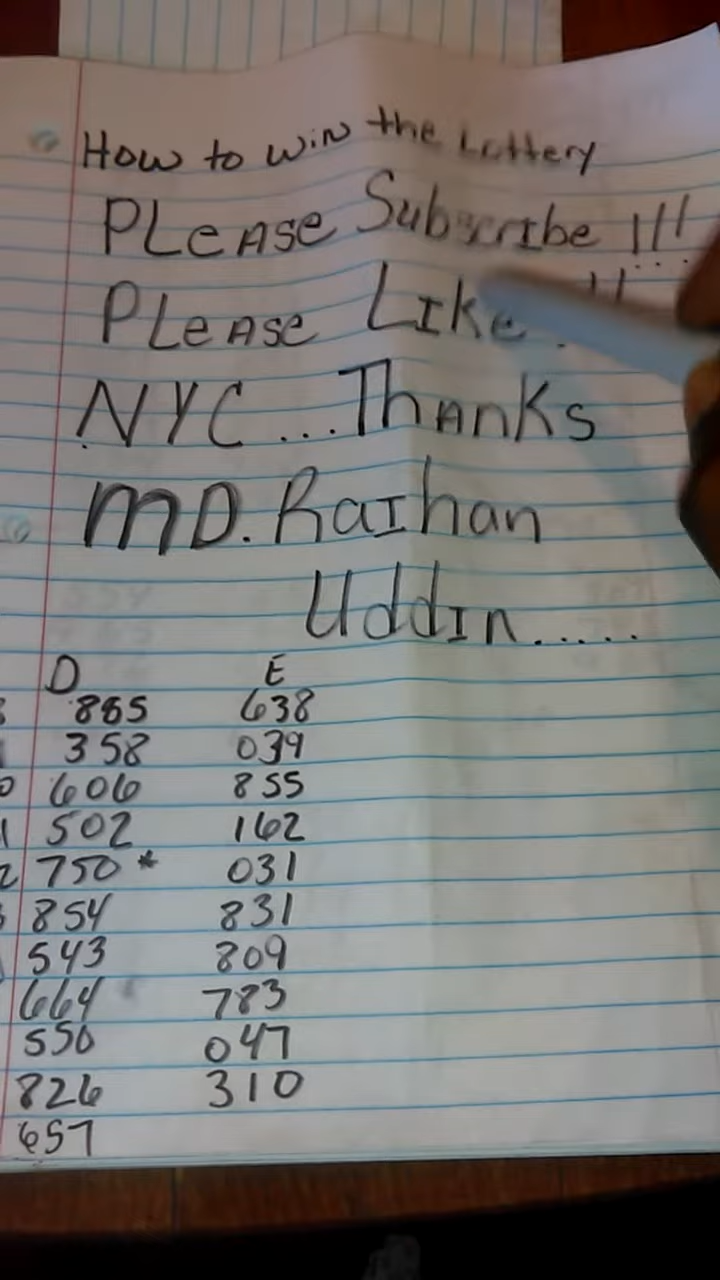 How to win the Lottery
PLeAse Subscribe !!!
PLeAse Like !!
NYC ... ThAnKs
MD. RaIhan
UddIn.....
D E
885 638
358 039
606 855
502 162
750 * 031
854 831
543 809
664 783
550 047
826 310
657